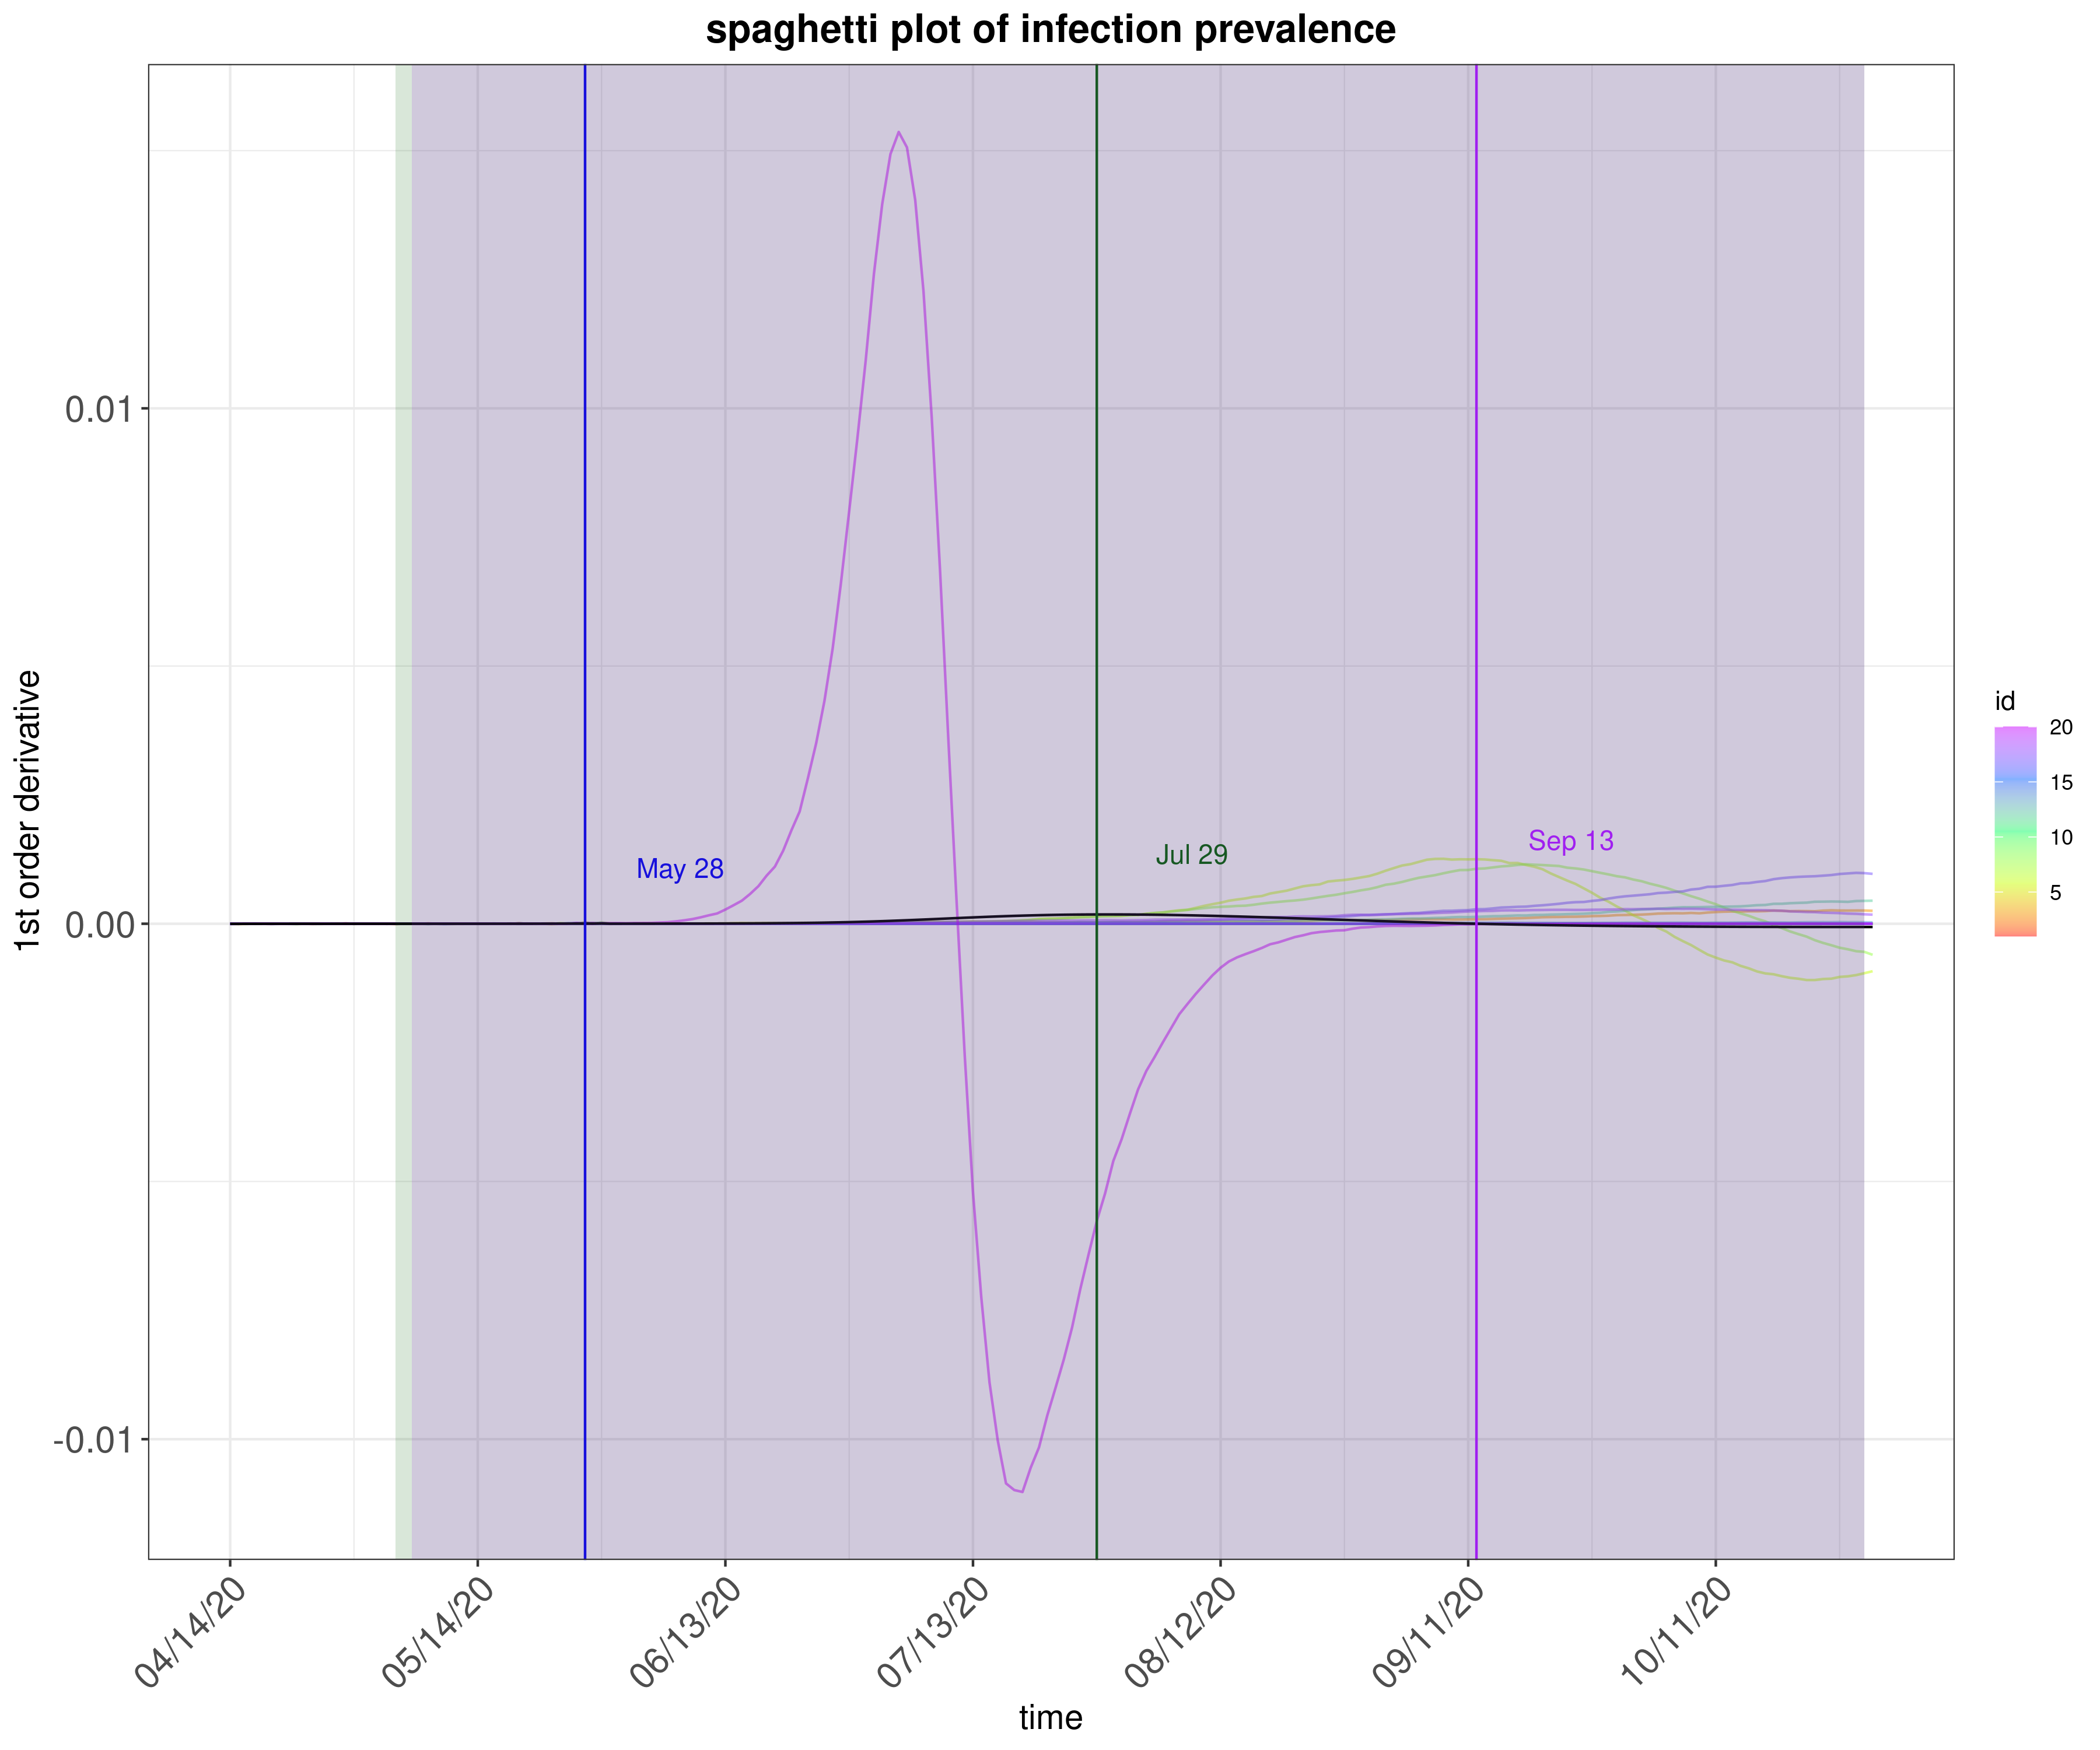 spaghetti plot of infection prevalence
1st order derivative
0.01
0.00
-0.01
May 28
Jul 29
Sep 13
id
20
15
10
5
04/14/20
05/14/20
06/13/20
07/13/20
08/12/20
09/11/20
10/11/20
time